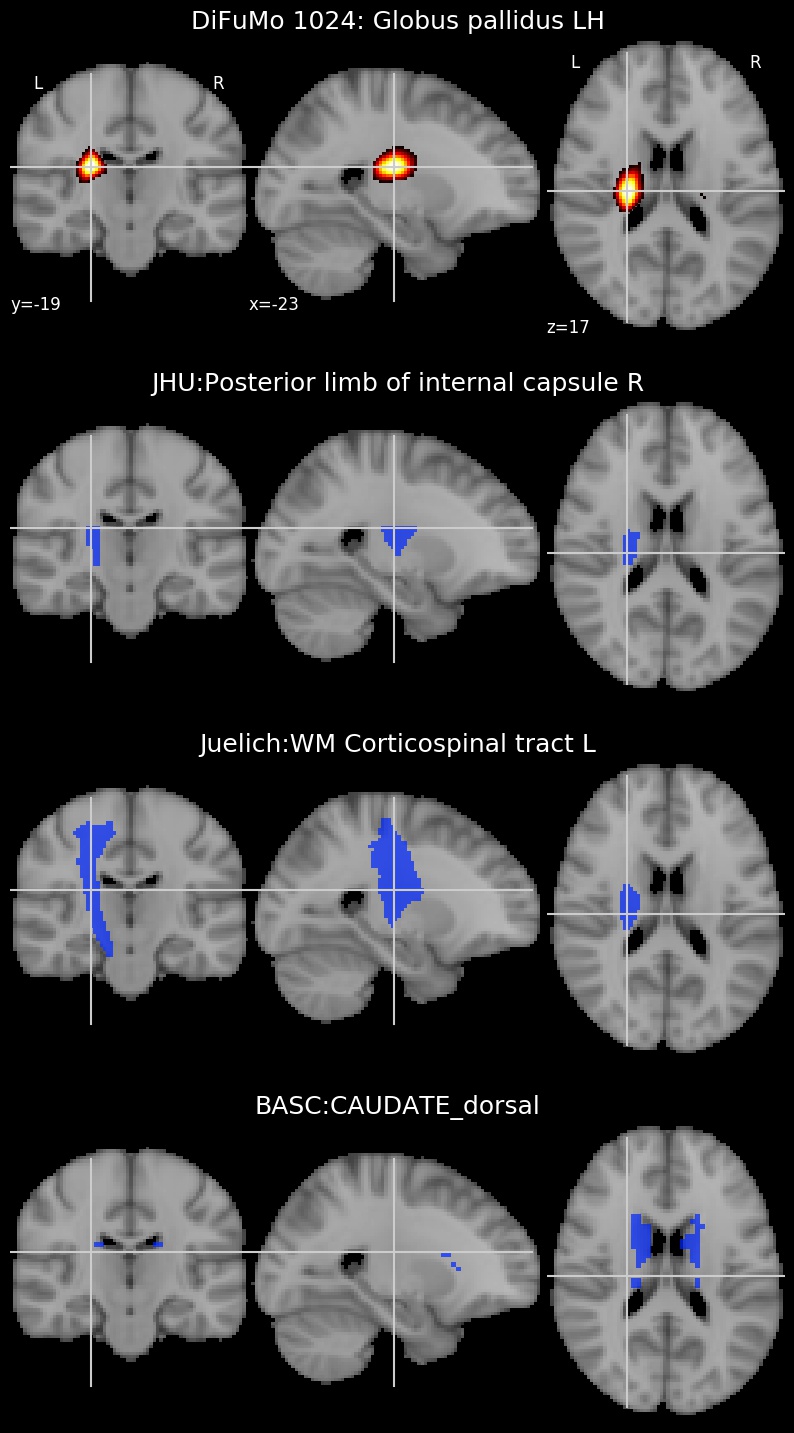 DiFuMo 1024: Globus pallidus LH
L R
L R
y=-19
x=-23
z=17
JHU:Posterior limb of internal capsule R
Juelich:WM Corticospinal tract L
BASC:CAUDATE_dorsal